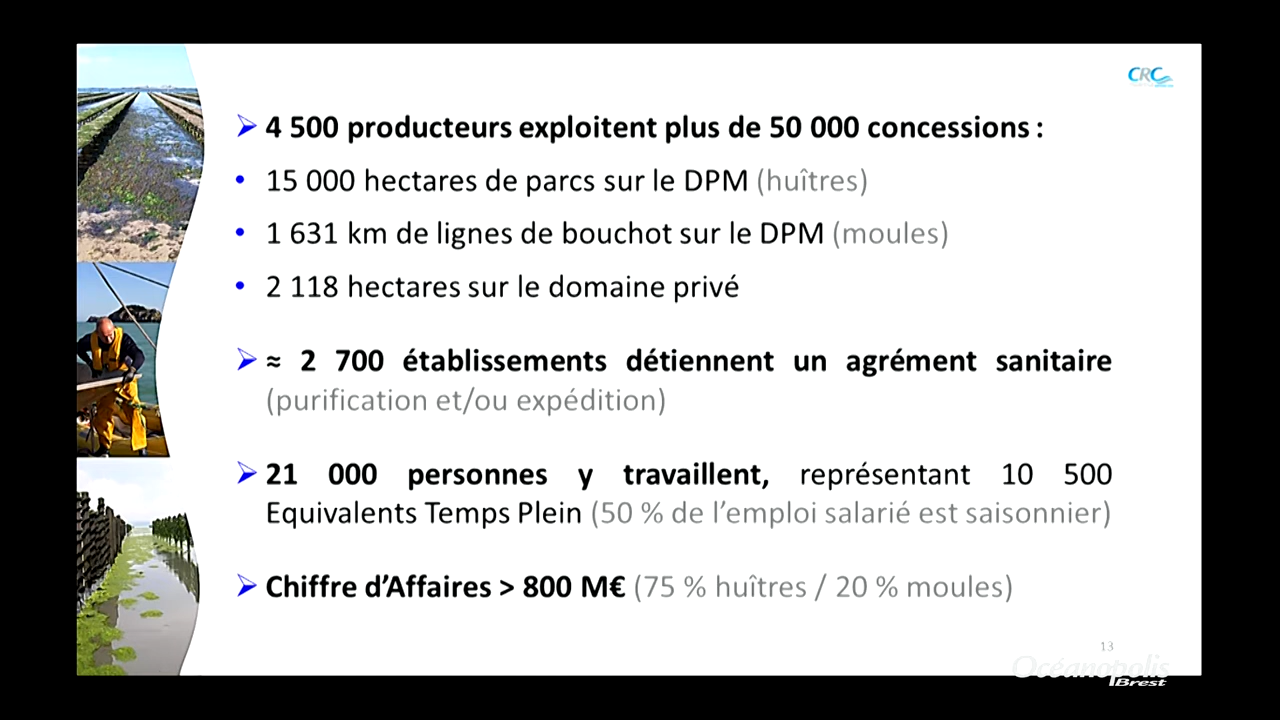 CRC
➢ 4 500 producteurs exploitent plus de 50 000 concessions :
• 15 000 hectares de parcs sur le DPM (huîtres)
• 1 631 km de lignes de bouchot sur le DPM (moules)
• 2 118 hectares sur le domaine privé
➢ ≈ 2 700 établissements détiennent un agrément sanitaire
(purification et/ou expédition)
➢ 21 000 personnes y travaillent, représentant 10 500
Equivalents Temps Plein (50 % de l’emploi salarié est saisonnier)
➢ Chiffre d’Affaires > 800 M€ (75 % huîtres / 20 % moules)
13
Océanopolis
Brest